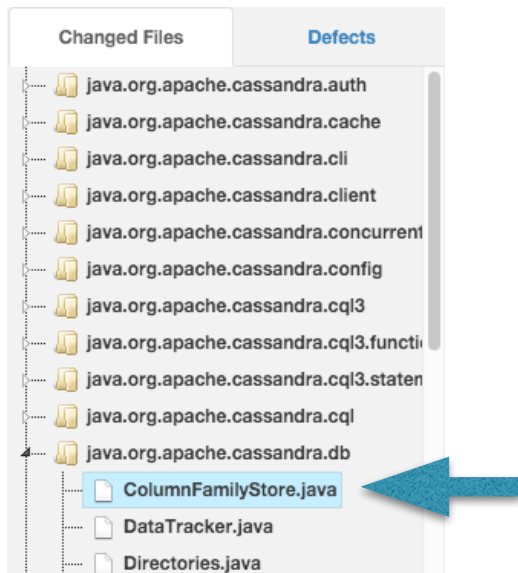 Changed Files
Defects
java.org.apache.cassandra.auth
java.org.apache.cassandra.cache
java.org.apache.cassandra.cli
java.org.apache.cassandra.client
java.org.apache.cassandra.concurrent
java.org.apache.cassandra.config
java.org.apache.cassandra.cql3
java.org.apache.cassandra.cql3.functi
java.org.apache.cassandra.cql3.staten
java.org.apache.cassandra.cql
java.org.apache.cassandra.db
ColumnFamilyStore.java
DataTracker.java
Directories.java